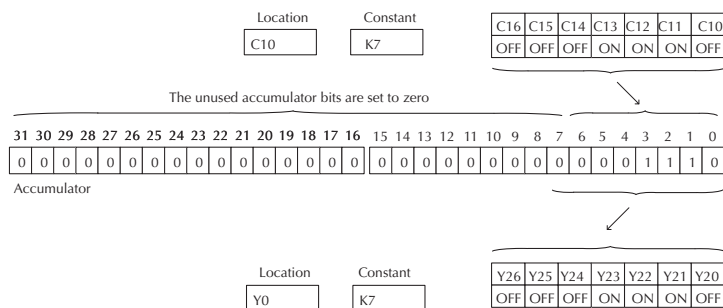 Location Constant
C10 K7
C16 C15 C14 C13 C12 C11 C10
OFF OFF OFF ON ON ON OFF
The unused accumulator bits are set to zero
31 30 29 28 27 26 25 24 23 22 21 20 19 18 17 16 15 14 13 12 11 10 9 8 7 6 5 4 3 2 1 0
0 0 0 0 0 0 0 0 0 0 0 0 0 0 0 0 0 0 0 0 0 0 0 0 0 0 0 0 1 1 1 0
Accumulator
Location Constant
Y0 K7
Y26 Y25 Y24 Y23 Y22 Y21 Y20
OFF OFF OFF ON ON ON OFF